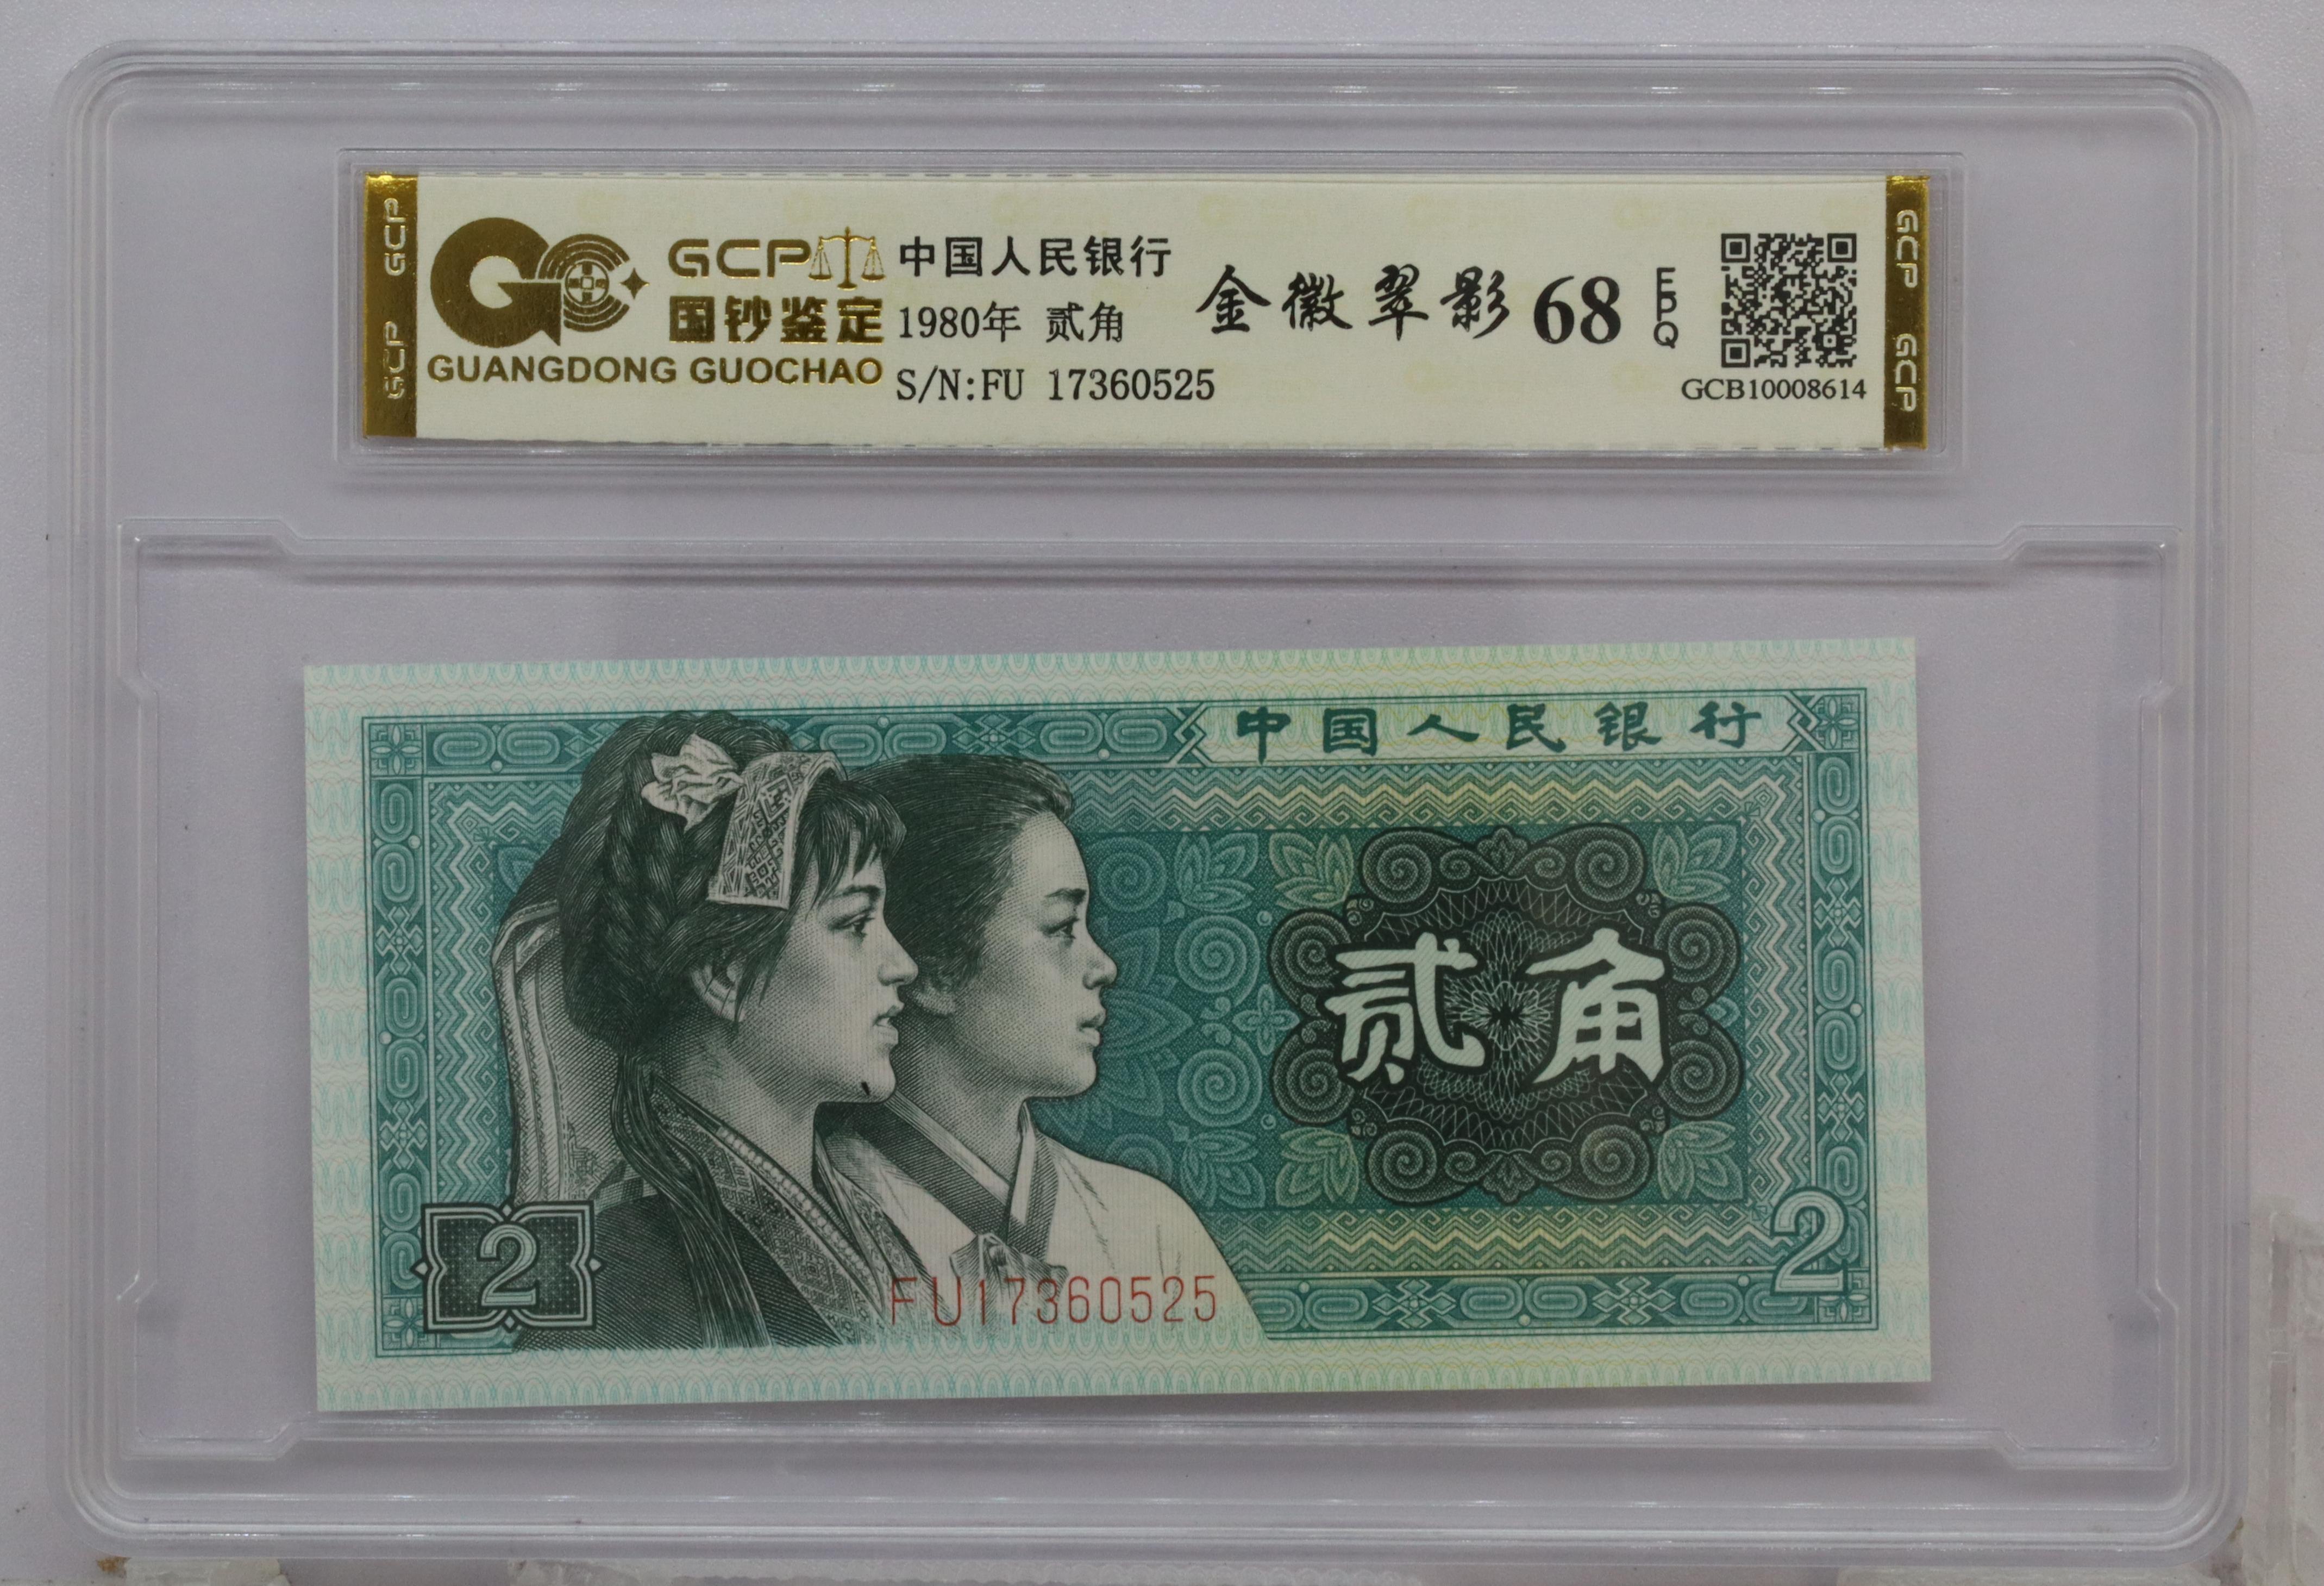 GCP GCP
GCP
国钞鉴定
GUANGDONG GUOCHAO
中国人民银行
1980年 贰角
S/N:FU 17360525
金徽翠影 68 EPQ
GCB10008614
GCP GCP
中国人民银行
贰角
2
2
FU17360525